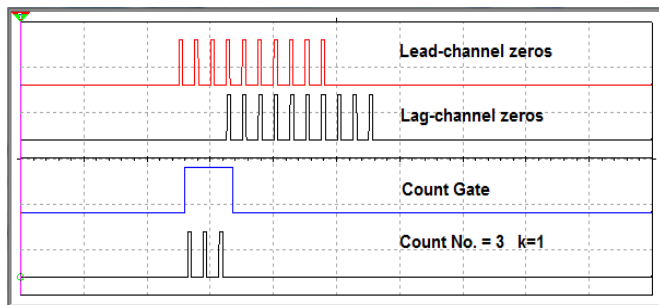 Lead-channel zeros
Lag-channel zeros
Count Gate
Count No. = 3 k=1